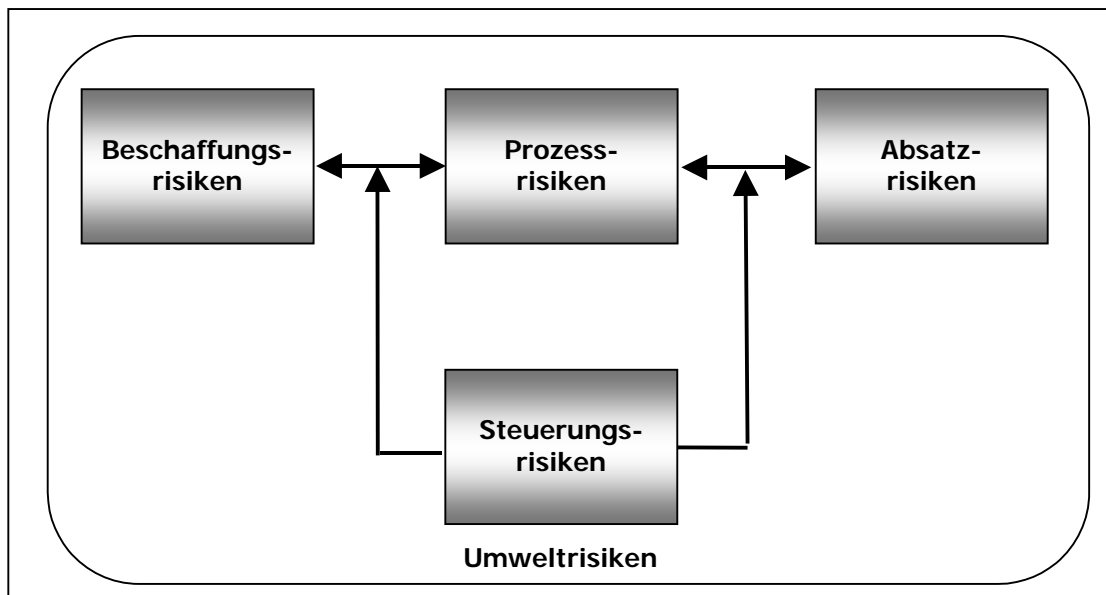 Beschaffungs-
risiken
Prozess-
risiken
Absatz-
risiken
Steuerungs-
risiken
Umweltrisiken